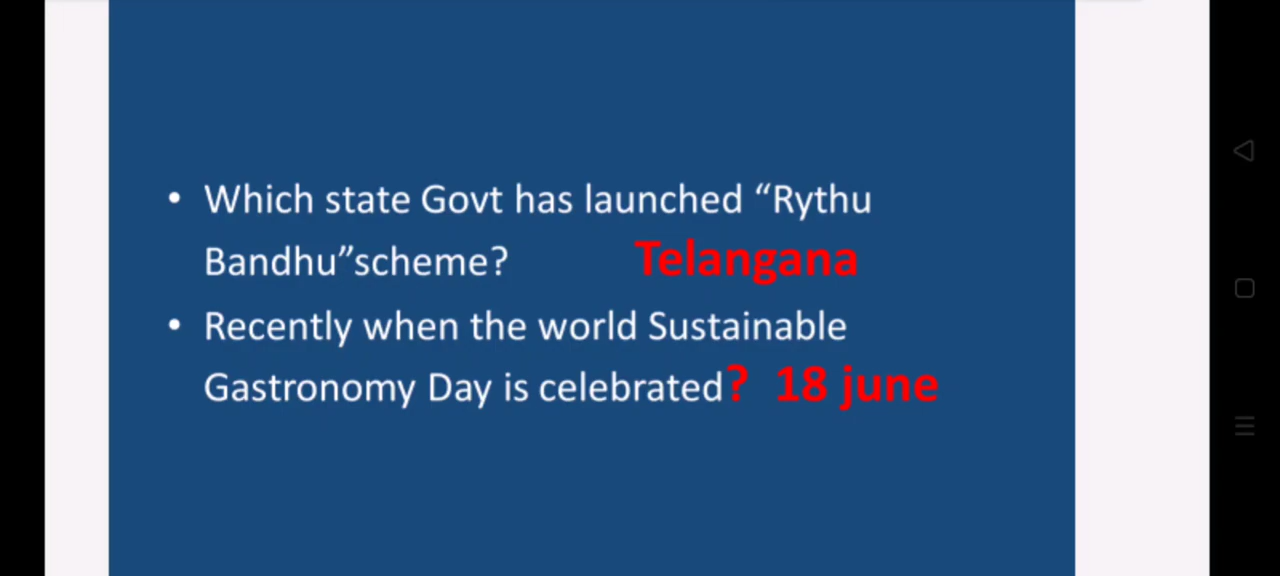 • Which state Govt has launched “Rythu
Bandhu”scheme? Telangana
• Recently when the world Sustainable
Gastronomy Day is celebrated? 18 june